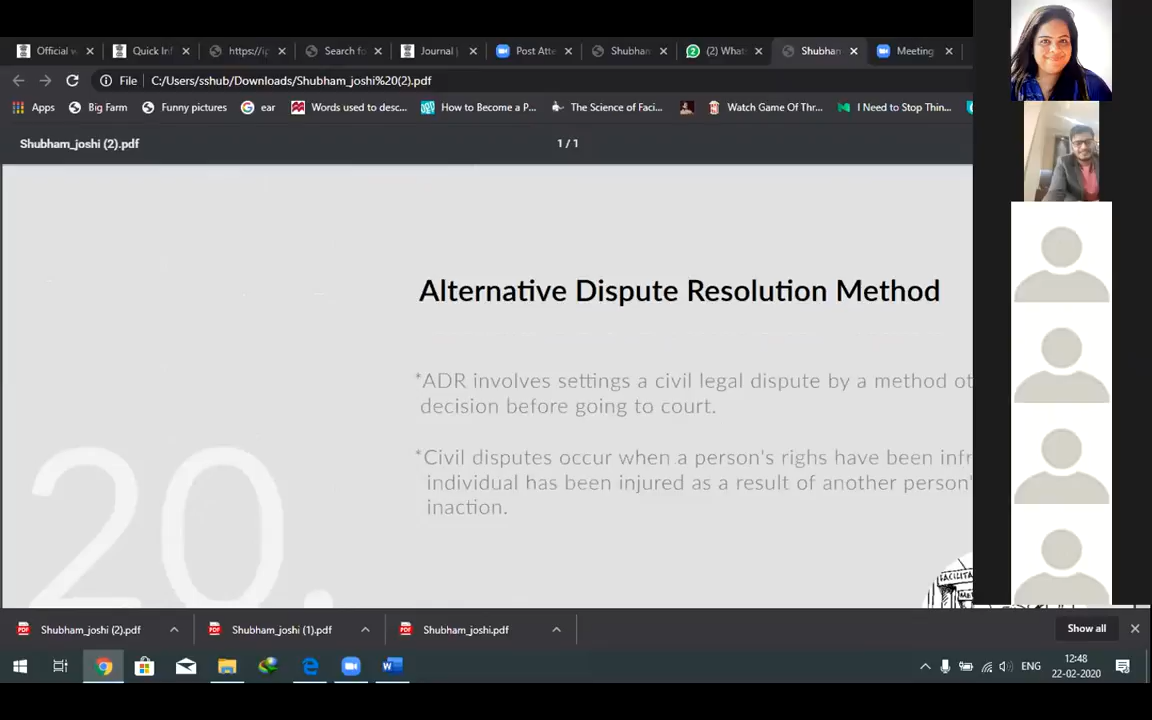 Official w
Quick Inf
https://ip
Search fo
Journal
Post Atte
Shubham
(2) What
Shubham
Meeting
File C:/Users/sshub/Downloads/Shubham_joshi%20(2).pdf
Apps Big Farm Funny pictures ear Words used to desc... How to Become a P... The Science of Faci... Watch Game Of Thr... I Need to Stop Thin...
Shubham_joshi (2).pdf 1 / 1
Alternative Dispute Resolution Method
*ADR involves settings a civil legal dispute by a method ot
decision before going to court.
*Civil disputes occur when a person's righs have been infr
individual has been injured as a result of another person'
inaction.
20.
FACILITA
Shubham_joshi (2).pdf Shubham_joshi (1).pdf Shubham_joshi.pdf Show all
ENG
12:48
22-02-2020